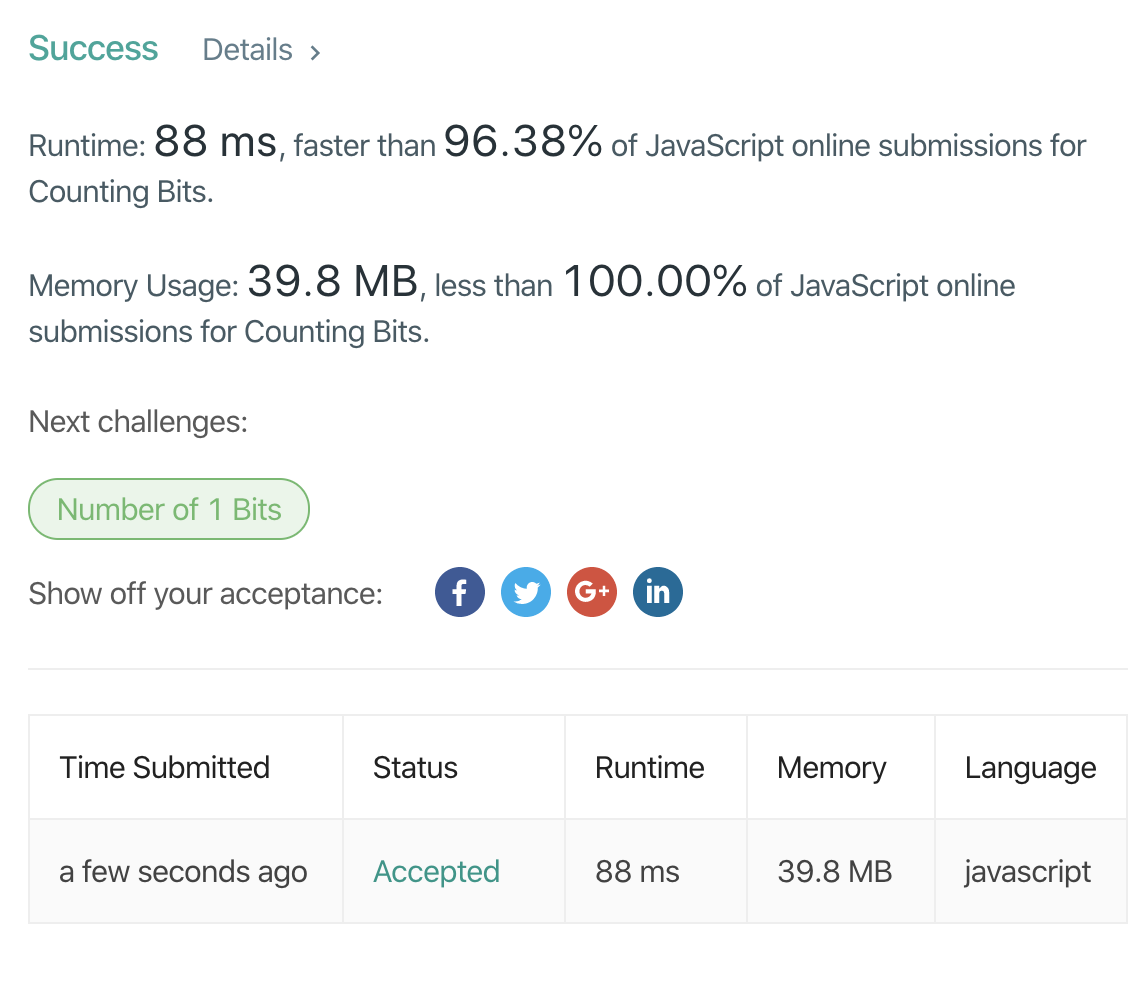 Success Details >
Runtime: 88 ms, faster than 96.38% of JavaScript online submissions for
Counting Bits.
Memory Usage: 39.8 MB, less than 100.00% of JavaScript online
submissions for Counting Bits.
Next challenges:
Number of 1 Bits
Show off your acceptance: f G+ in
Time Submitted Status Runtime Memory Language
a few seconds ago Accepted 88 ms 39.8 MB javascript